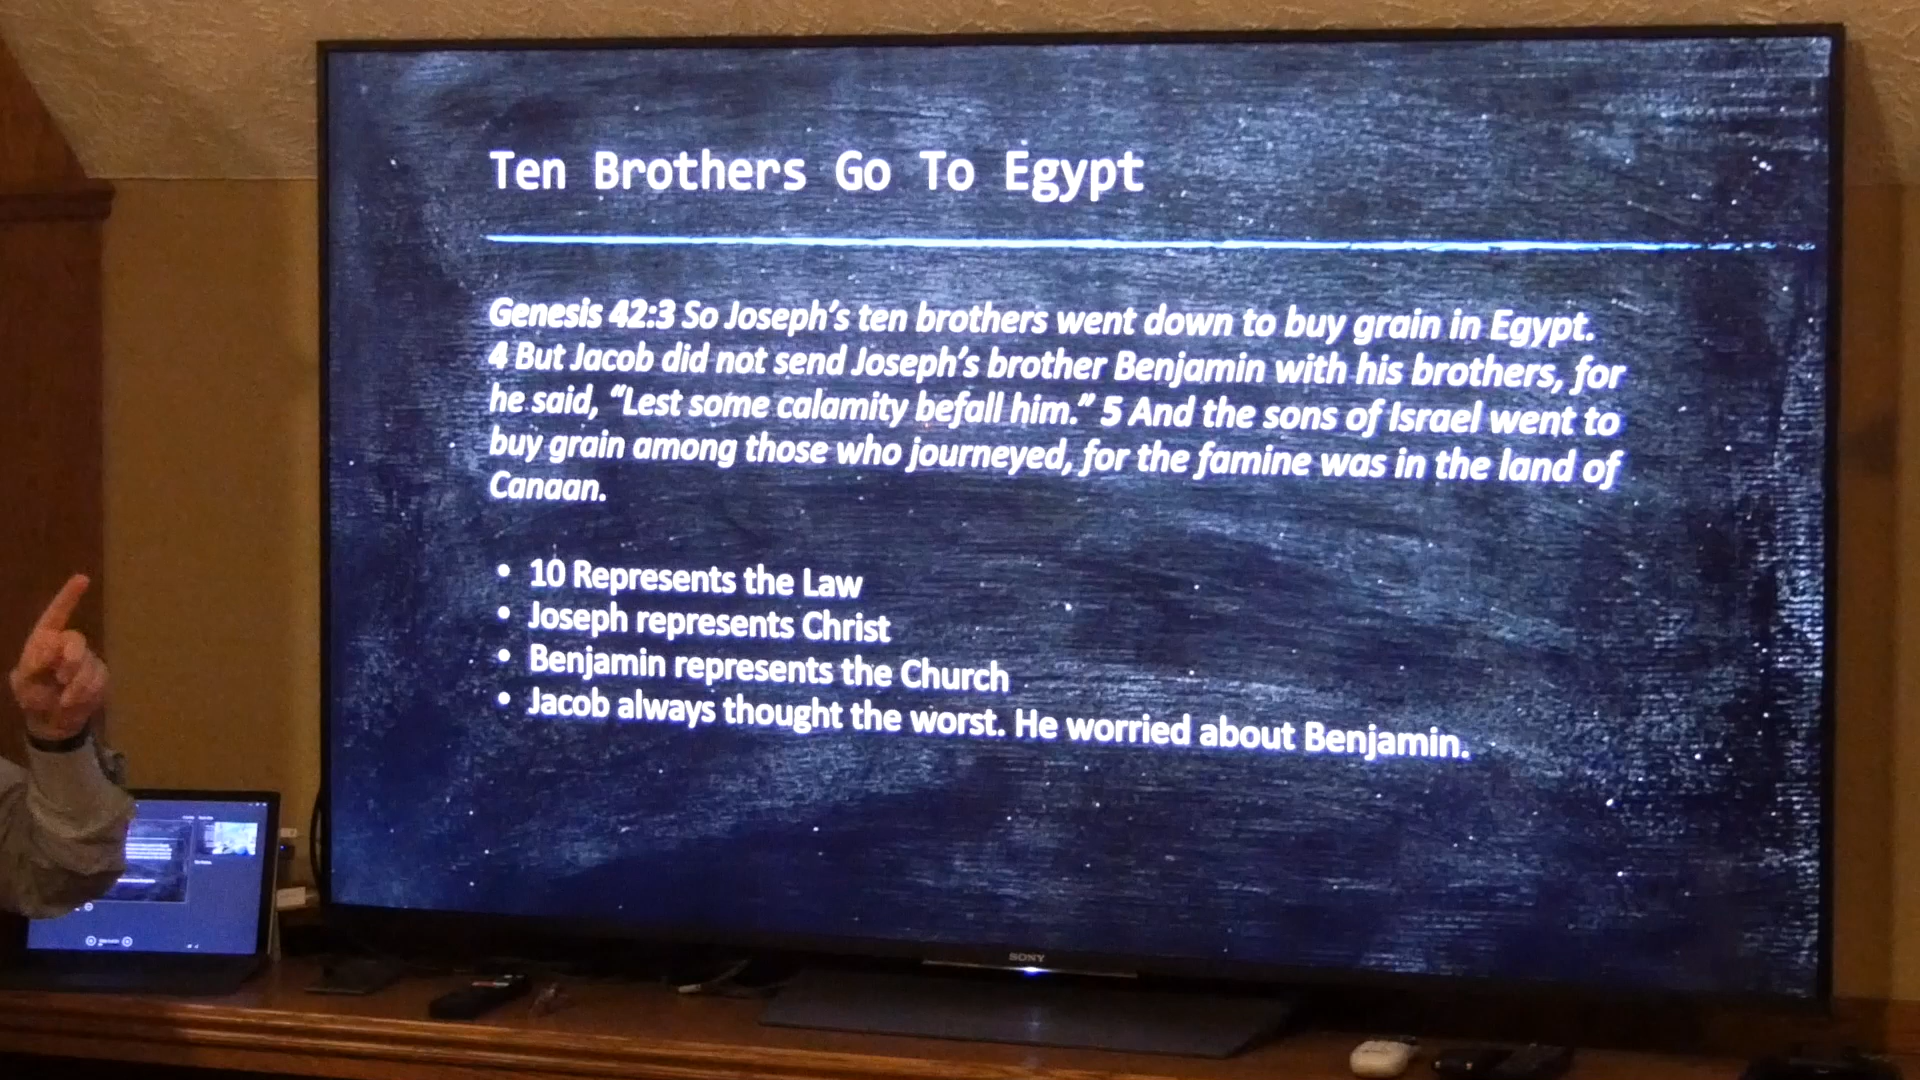 Ten Brothers Go To Egypt
Genesis 42:3 So Joseph's ten brothers went down to buy grain in Egypt.
4 But Jacob did not send Joseph's brother Benjamin with his brothers, for
he said, “Lest some calamity befall him.” 5 And the sons of Israel went to
buy grain among those who journeyed, for the famine was in the land of
Canaan.
• 10 Represents the Law
• Joseph represents Christ
• Benjamin represents the Church
• Jacob always thought the worst. He worried about Benjamin.
SONY